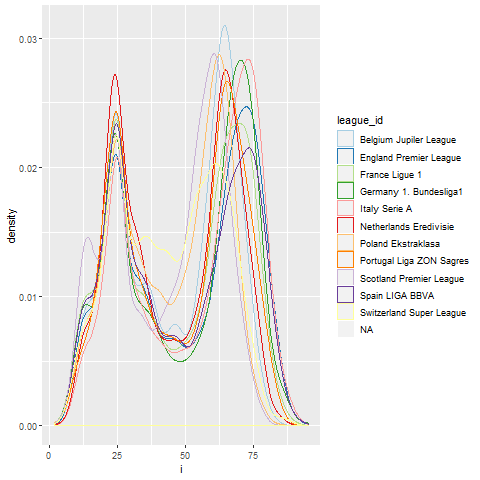 0.03
0.02
0.01
0.00
density
0
25
50
75
i
league_id
Belgium Jupiler League
England Premier League
France Ligue 1
Germany 1. Bundesliga1
Italy Serie A
Netherlands Eredivisie
Poland Ekstraklasa
Portugal Liga ZON Sagres
Scotland Premier League
Spain LIGA BBVA
Switzerland Super League
NA